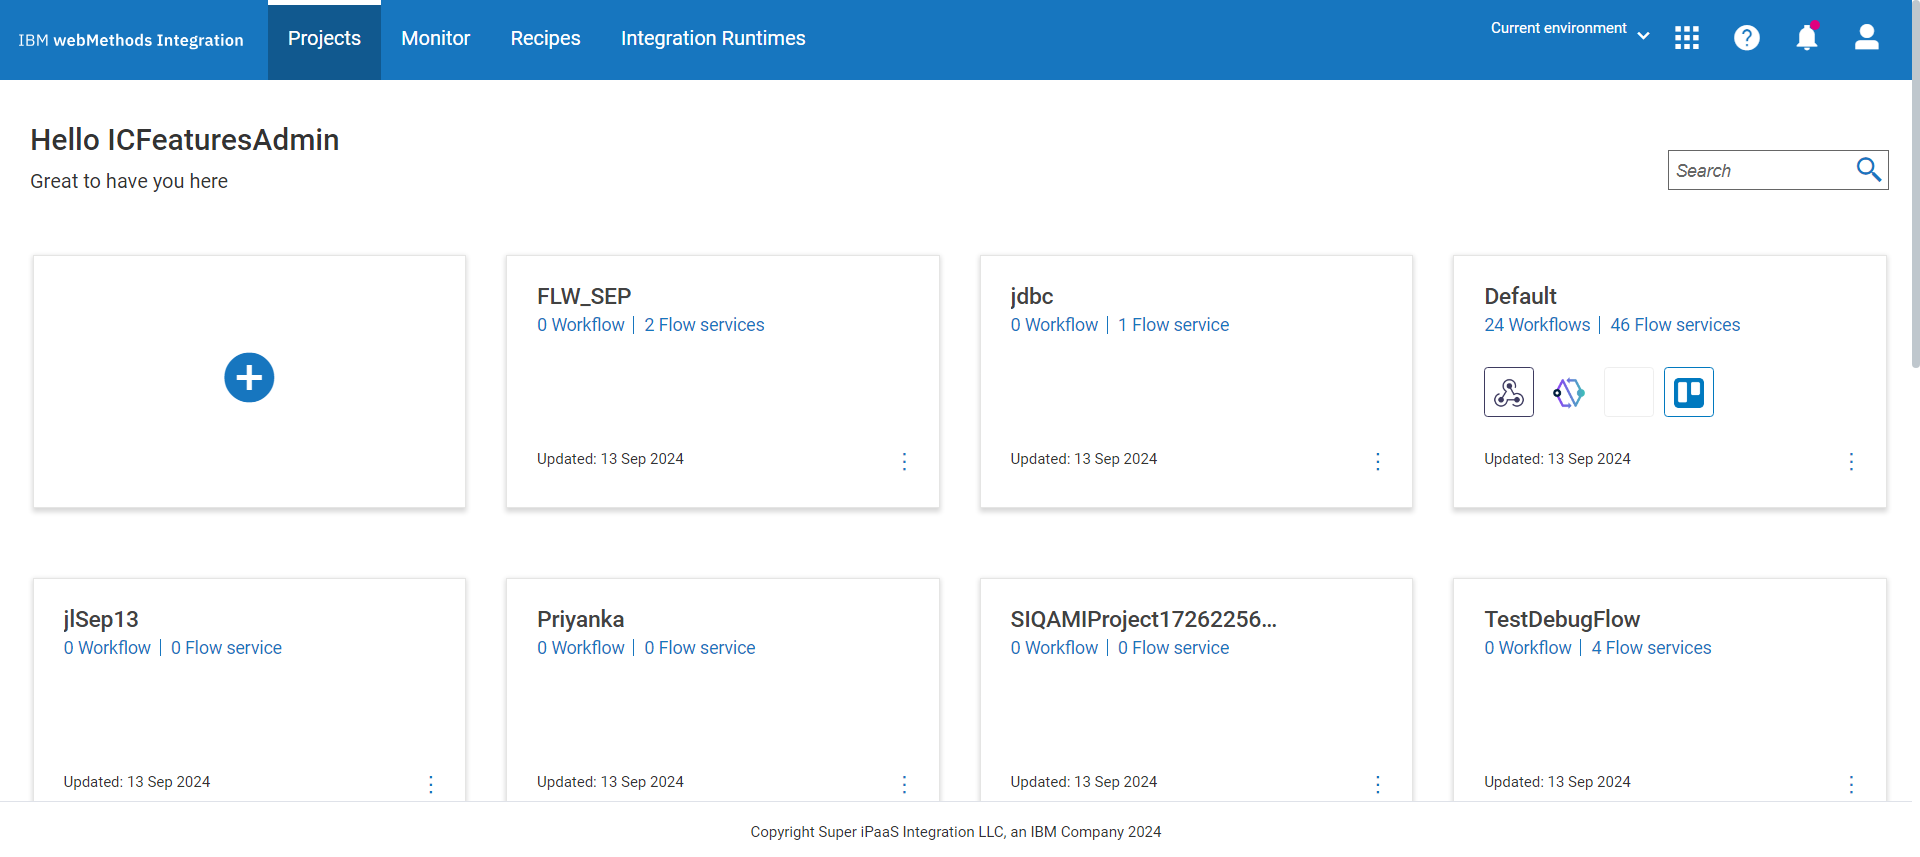 IBM webMethods Integration
Projects
Monitor
Recipes
Integration Runtimes
Current environment
Hello ICFeaturesAdmin
Great to have you here
Search
FLW_SEP
0 Workflow | 2 Flow services
Updated: 13 Sep 2024
jdbc
0 Workflow | 1 Flow service
Updated: 13 Sep 2024
Default
24 Workflows | 46 Flow services
Updated: 13 Sep 2024
jlSep13
0 Workflow | 0 Flow service
Updated: 13 Sep 2024
Priyanka
0 Workflow | 0 Flow service
Updated: 13 Sep 2024
SIQAMIProject17262256...
0 Workflow | 0 Flow service
Updated: 13 Sep 2024
TestDebugFlow
0 Workflow | 4 Flow services
Updated: 13 Sep 2024
Copyright Super iPaaS Integration LLC, an IBM Company 2024